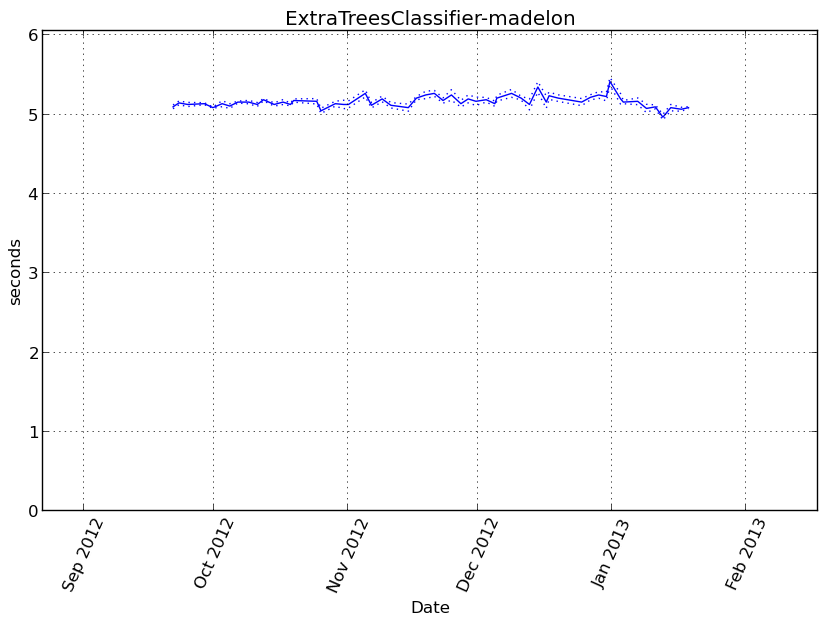 ExtraTreesClassifier-madelon
6
5
4
3
2
1
0
seconds
Sep 2012
Oct 2012
Nov 2012
Dec 2012
Jan 2013
Feb 2013
Date